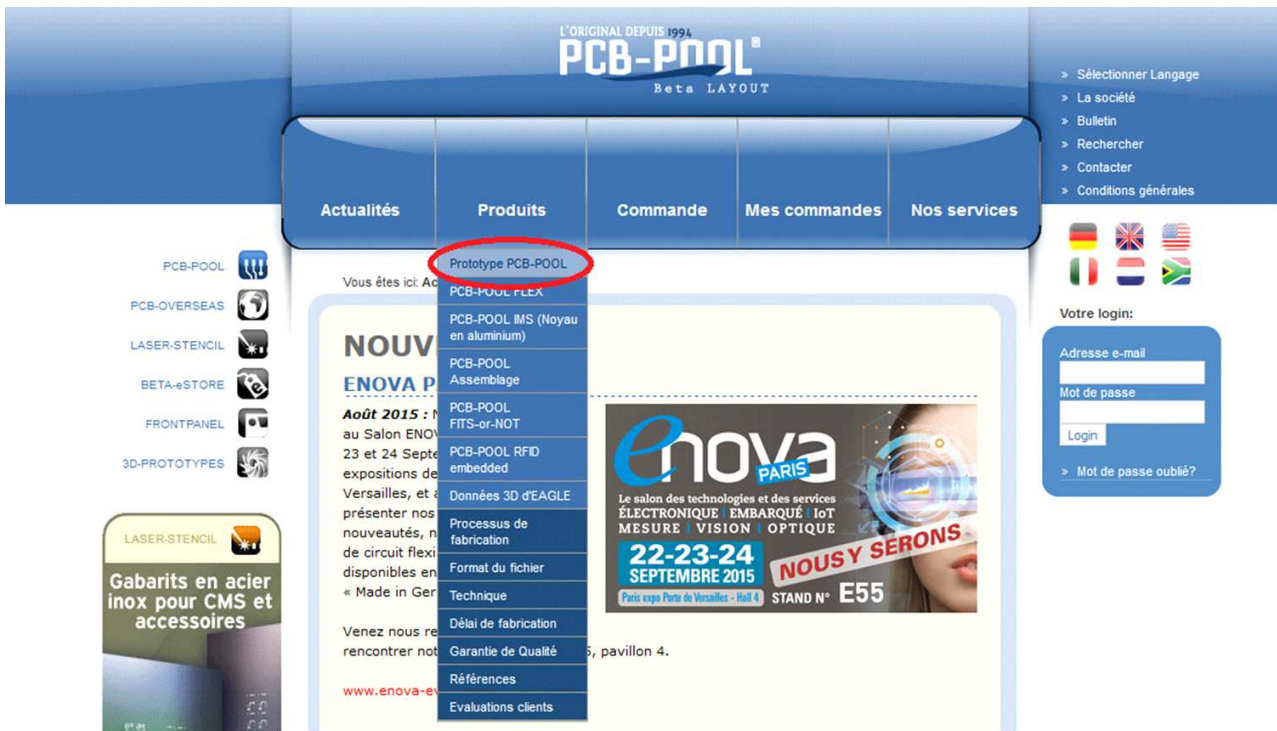 L'ORIGINAL DEPUIS 1994
PCB-POOL®
Beta LAYOUT
» Sélectionner Langage
» La société
» Bulletin
» Rechercher
» Contacter
» Conditions générales
Actualités
Produits
Commande
Mes commandes
Nos services
PCB-POOL
PCB-OVERSEAS
LASER-STENCIL
BETA-eSTORE
FRONTPANEL
3D-PROTOTYPES
LASER-STENCIL
Gabarits en acier
inox pour CMS et
accessoires
Prototype PCB-POOL
PCB-POOL FLEX
PCB-POOL IMS (Noyau
en aluminium)
PCB-POOL
Assemblage
PCB-POOL
FITS-or-NOT
PCB-POOL RFID
embedded
Données 3D d'EAGLE
Processus de
fabrication
Format du fichier
Technique
Délai de fabrication
Garantie de Qualité
Références
Evaluations clients
Vous êtes ici: Ac
NOUV
ENOVA P
Août 2015 : N
au Salon ENOV
23 et 24 Septe
expositions de
Versailles, et a
présenter nos
nouveautés, n
de circuit flexi
disponibles en
« Made in Ger
Venez nous re
rencontrer not 5, pavillon 4.
www.enova-ev
enova
PARIS
Le salon des technologies et des services
ÉLECTRONIQUE | EMBARQUÉ | IoT
MESURE | VISION | OPTIQUE
22-23-24
SEPTEMBRE 2015
Paris expo Porte de Versailles - Hall 4
NOUS Y SERONS
STAND N° E55
Votre login:
Adresse e-mail
Mot de passe
Login
» Mot de passe oublié?